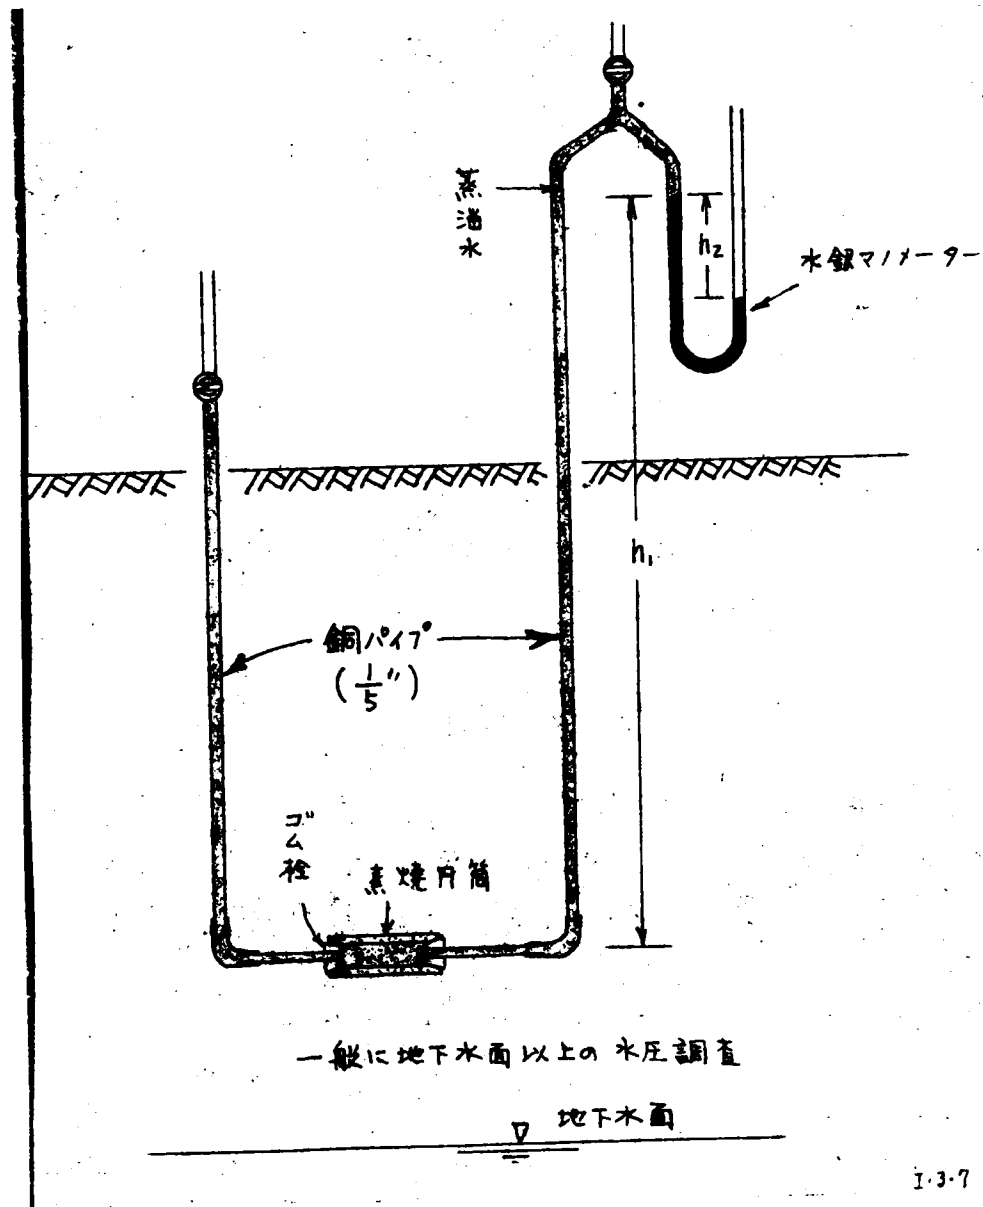 蒸溜水
h₂
水銀マノメーター
h₁
銅パイプ
(1/5″)
ゴム栓
素焼円筒
一般に地下水面以上の水圧調査
地下水面
I·3·7